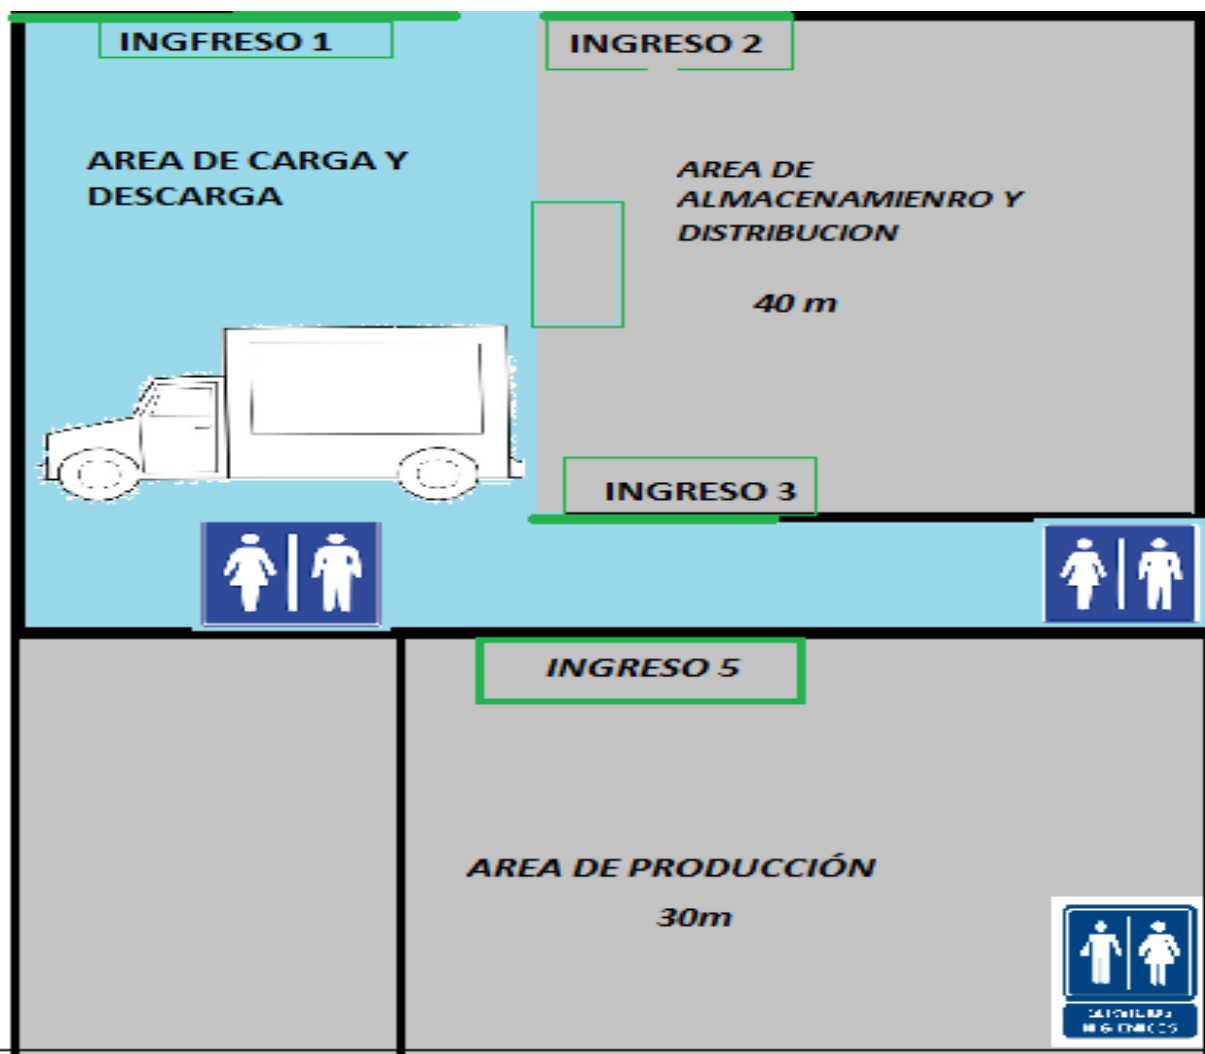 INGFRESO 1
INGRESO 2
AREA DE CARGA Y
DESCARGA
AREA DE
ALMACENAMIENRO Y
DISTRIBUCION
40 m
INGRESO 3
INGRESO 5
AREA DE PRODUCCIÓN
30m